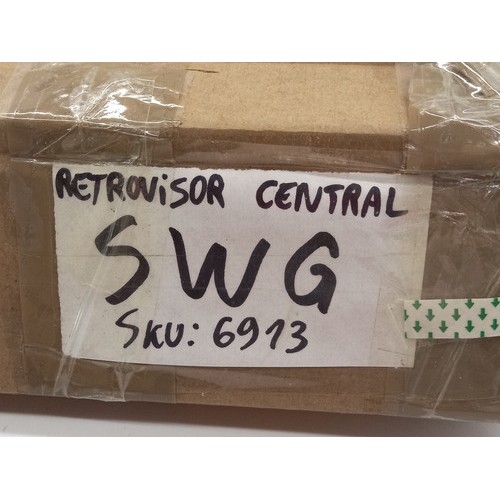 RETROViSOR CENTRAL
SWG
SKU: 6913